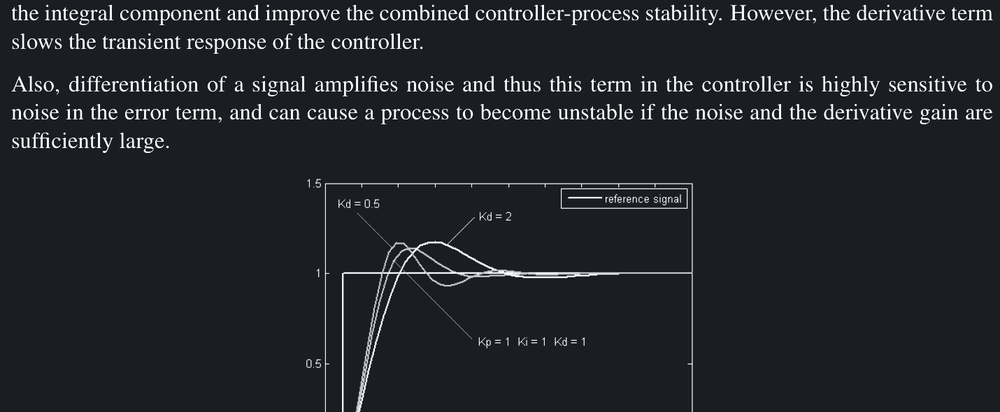 the integral component and improve the combined controller-process stability. However, the derivative term
slows the transient response of the controller.
Also, differentiation of a signal amplifies noise and thus this term in the controller is highly sensitive to
noise in the error term, and can cause a process to become unstable if the noise and the derivative gain are
sufficiently large.
1.5
Kd = 0.5
reference signal
Kd = 2
1
Kp = 1 Ki = 1 Kd = 1
0.5